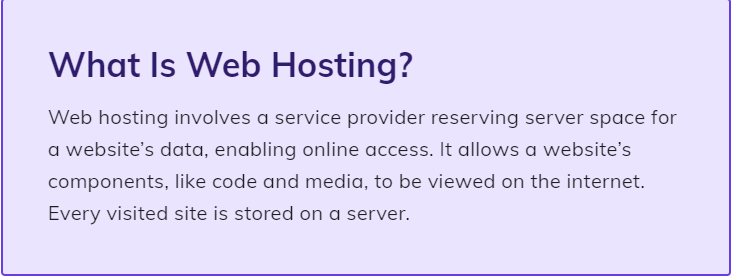 What Is Web Hosting?
Web hosting involves a service provider reserving server space for
a website’s data, enabling online access. It allows a website’s
components, like code and media, to be viewed on the internet.
Every visited site is stored on a server.